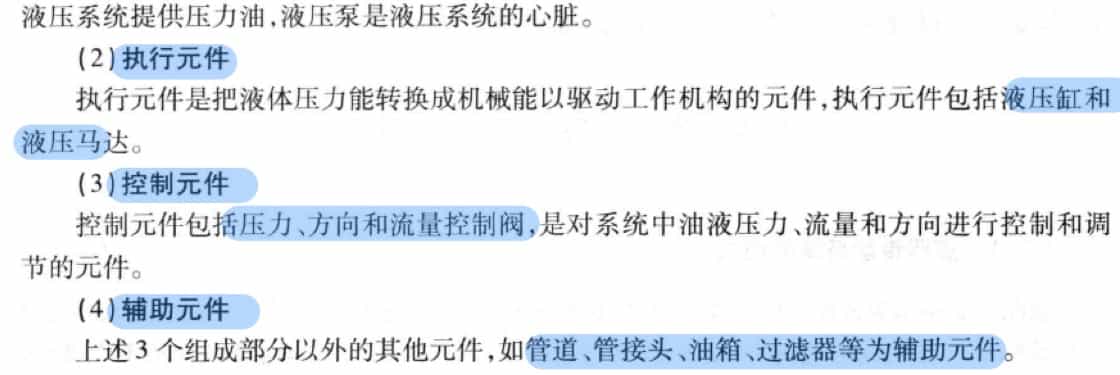 液压系统提供压力油,液压泵是液压系统的心脏。
(2)执行元件
执行元件是把液体压力能转换成机械能以驱动工作机构的元件,执行元件包括液压缸和
液压马达。
(3)控制元件
控制元件包括压力、方向和流量控制阀,是对系统中油液压力、流量和方向进行控制和调
节的元件。
(4)辅助元件
上述3个组成部分以外的其他元件,如管道、管接头、油箱、过滤器等为辅助元件。